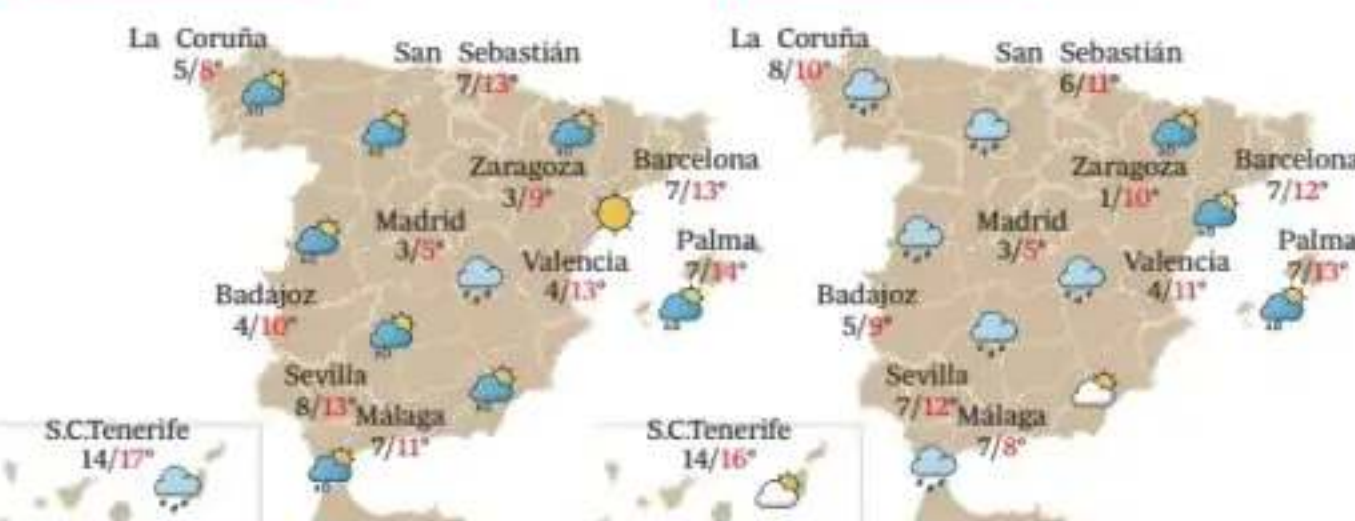 La Coruña
5/8°
San Sebastián
7/13°
Zaragoza
3/9°
Barcelona
7/13°
Madrid
3/5°
Palma
7/14°
Valencia
4/13°
Badajoz
4/10°
Sevilla
8/13°
Málaga
7/11°
S.C.Tenerife
14/17°
La Coruña
8/10°
San Sebastián
6/11°
Zaragoza
1/10°
Barcelona
7/12°
Madrid
3/5°
Palma
7/13°
Valencia
4/11°
Badajoz
5/9°
Sevilla
7/12°
Málaga
7/8°
S.C.Tenerife
14/16°